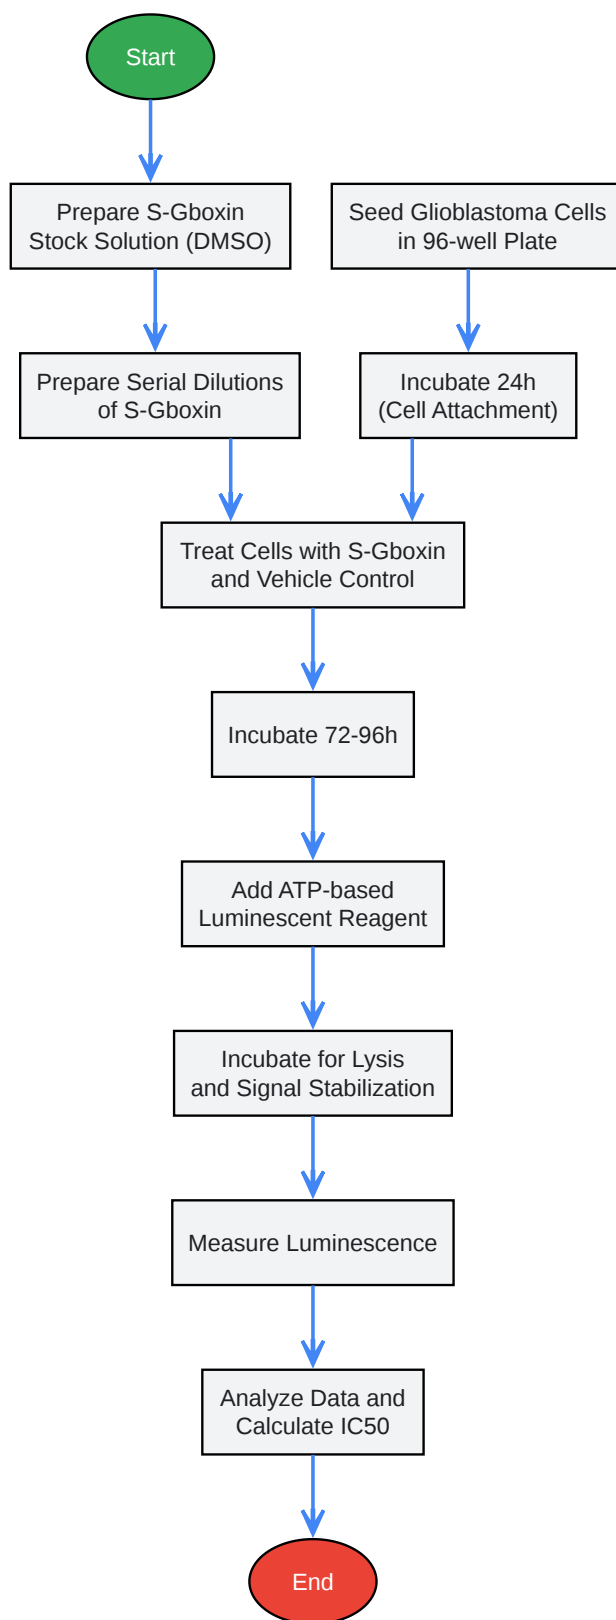 Start
Prepare S-Gboxin
Stock Solution (DMSO)
Seed Glioblastoma Cells
in 96-well Plate
Prepare Serial Dilutions
of S-Gboxin
Incubate 24h
(Cell Attachment)
Treat Cells with S-Gboxin
and Vehicle Control
Incubate 72-96h
Add ATP-based
Luminescent Reagent
Incubate for Lysis
and Signal Stabilization
Measure Luminescence
Analyze Data and
Calculate IC50
End